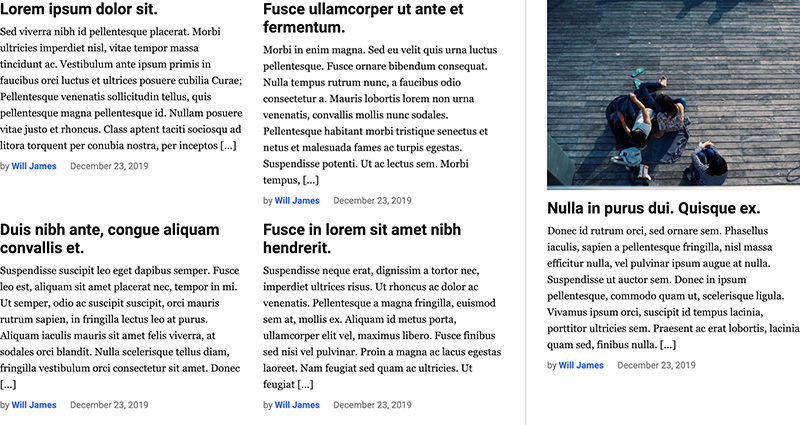 Lorem ipsum dolor sit.
Sed viverra nibh id pellentesque placerat. Morbi
ultricies imperdiet nisl, vitae tempor massa
tincidunt ac. Vestibulum ante ipsum primis in
faucibus orci luctus et ultrices posuere cubilia Curae;
Pellentesque venenatis sollicitudin tellus, quis
pellentesque magna pellentesque id. Nullam posuere
vitae justo et rhoncus. Class aptent taciti sociosqu ad
litora torquent per conubia nostra, per inceptos [...]
by Will James December 23, 2019
Fusce ullamcorper ut ante et
fermentum.
Morbi in enim magna. Sed eu velit quis urna luctus
pellentesque. Fusce ornare bibendum consequat.
Nulla tempus rutrum nunc, a faucibus odio
consectetur a. Mauris lobortis lorem non urna
venenatis, convallis mollis nunc sodales.
Pellentesque habitant morbi tristique senectus et
netus et malesuada fames ac turpis egestas.
Suspendisse potenti. Ut ac lectus sem. Morbi
tempus, [...]
by Will James December 23, 2019
Duis nibh ante, congue aliquam
convallis et.
Suspendisse suscipit leo eget dapibus semper. Fusce
leo est, aliquam sit amet placerat nec, tempor in mi.
Ut semper, odio ac suscipit suscipit, orci mauris
rutrum sapien, in fringilla lectus leo at purus.
Aliquam iaculis mauris sit amet felis viverra, at
sodales orci blandit. Nulla scelerisque tellus diam,
fringilla vestibulum orci consectetur sit amet. Donec
[...]
by Will James December 23, 2019
Fusce in lorem sit amet nibh
hendrerit.
Suspendisse neque erat, dignissim a tortor nec,
imperdiet ultrices risus. Ut rhoncus ac dolor ac
venenatis. Pellentesque a magna fringilla, euismod
sem at, mollis ex. Aliquam id metus porta,
ullamcorper elit vel, maximus libero. Fusce finibus
sed nisi vel pulvinar. Proin a magna ac lacus egestas
laoreet. Nam feugiat sed quam ac ultricies. Ut
feugiat [...]
by Will James December 23, 2019
Nulla in purus dui. Quisque ex.
Donec id rutrum orci, sed ornare sem. Phasellus
iaculis, sapien a pellentesque fringilla, nisl massa
efficitur nulla, vel pulvinar ipsum augue at nulla.
Suspendisse ut auctor sem. Donec in ipsum
pellentesque, commodo quam ut, scelerisque ligula.
Vivamus ipsum orci, suscipit id tempus lacinia,
porttitor ultricies sem. Praesent ac erat lobortis, lacinia
quam sed, finibus nulla. [...]
by Will James December 23, 2019